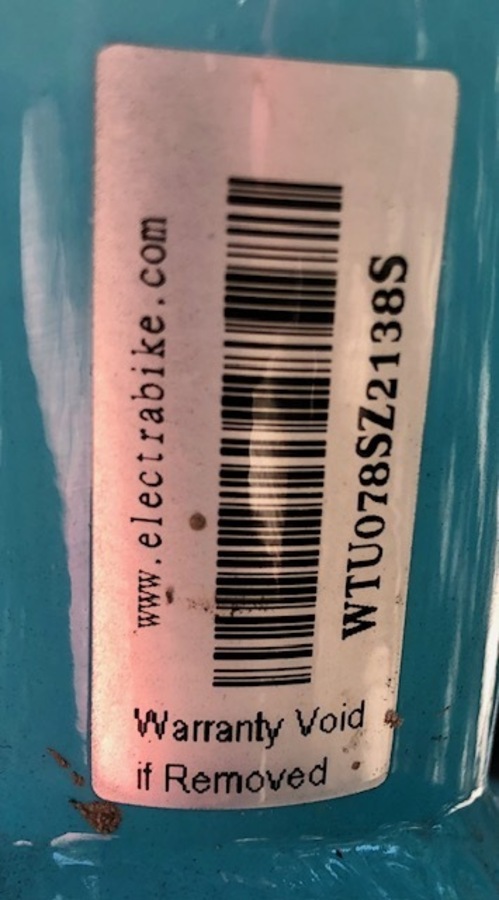 www.electrabike.com
WTU078SZ2138S
Warranty Void
if Removed